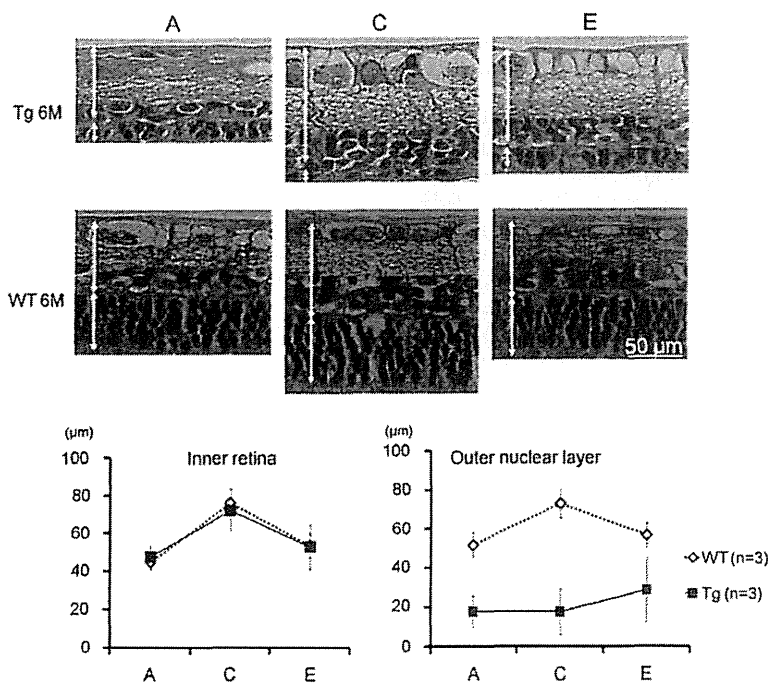 A C E
Tg 6M
WT 6M
50 µm
(µm)
Inner retina
100
80
60
40
20
0
A C E
(µm)
Outer nuclear layer
100
80
60
40
20
0
A C E
WT (n=3)
Tg (n=3)